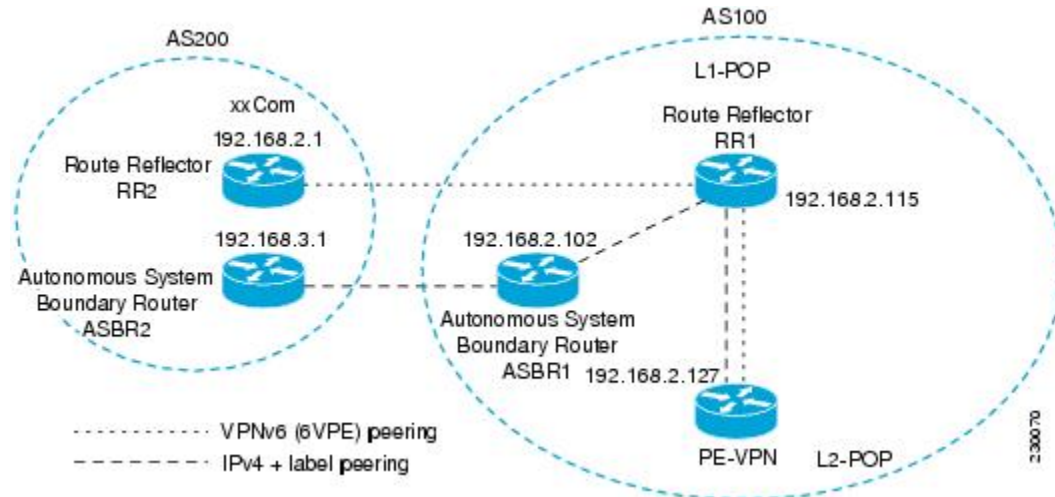 AS200
AS100
xxCom
192.168.2.1
Route Reflector
RR2
192.168.3.1
Autonomous System
Boundary Router
ASBR2
L1-POP
Route Reflector
RR1
192.168.2.115
192.168.2.102
Autonomous System
Boundary Router
ASBR1
192.168.2.127
PE-VPN
L2-POP
VPNv6 (6VPE) peering
IPv4 + label peering
230070